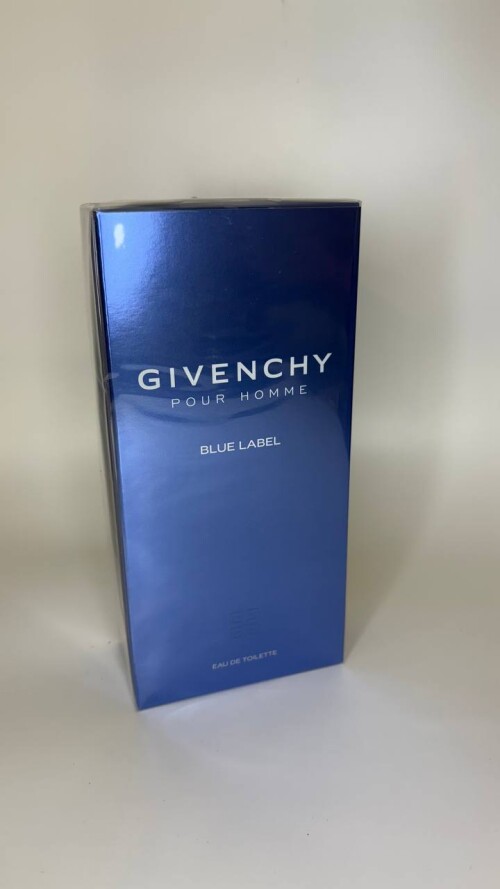 GIVENCHY
POUR HOMME
BLUE LABEL
EAU DE TOILETTE